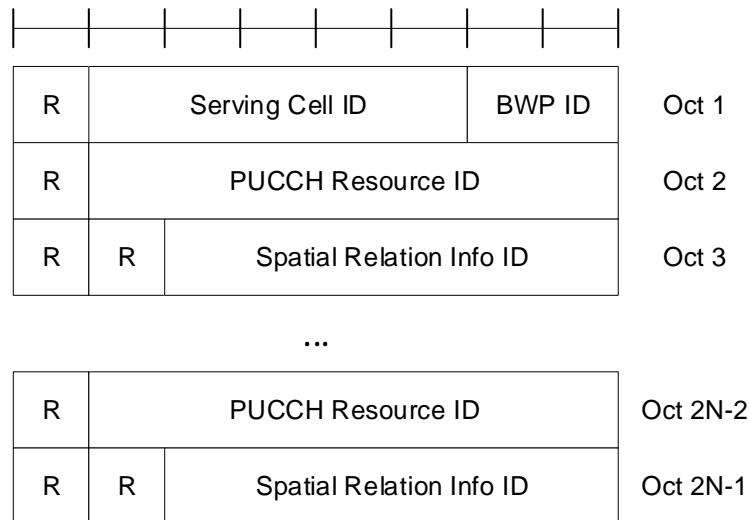 R Serving Cell ID BWP ID Oct 1
R PUCCH Resource ID Oct 2
R R Spatial Relation Info ID Oct 3
...
R PUCCH Resource ID Oct 2N-2
R R Spatial Relation Info ID Oct 2N-1